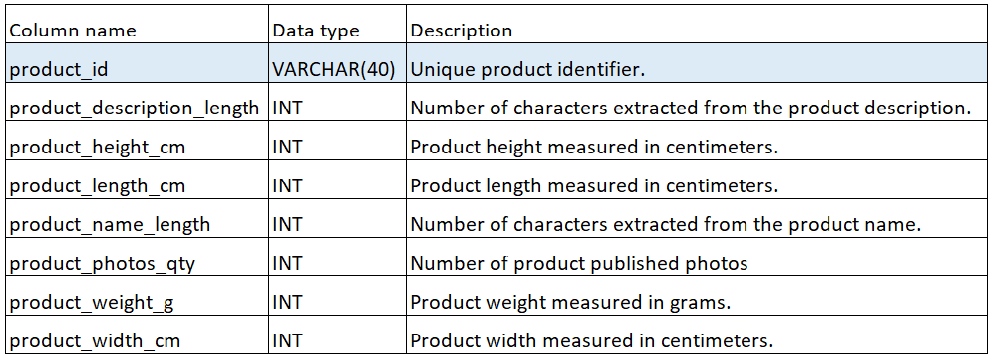 Column name Data type Description
product_id VARCHAR(40) Unique product identifier.
product_description_length INT Number of characters extracted from the product description.
product_height_cm INT Product height measured in centimeters.
product_length_cm INT Product length measured in centimeters.
product_name_length INT Number of characters extracted from the product name.
product_photos_qty INT Number of product published photos
product_weight_g INT Product weight measured in grams.
product_width_cm INT Product width measured in centimeters.